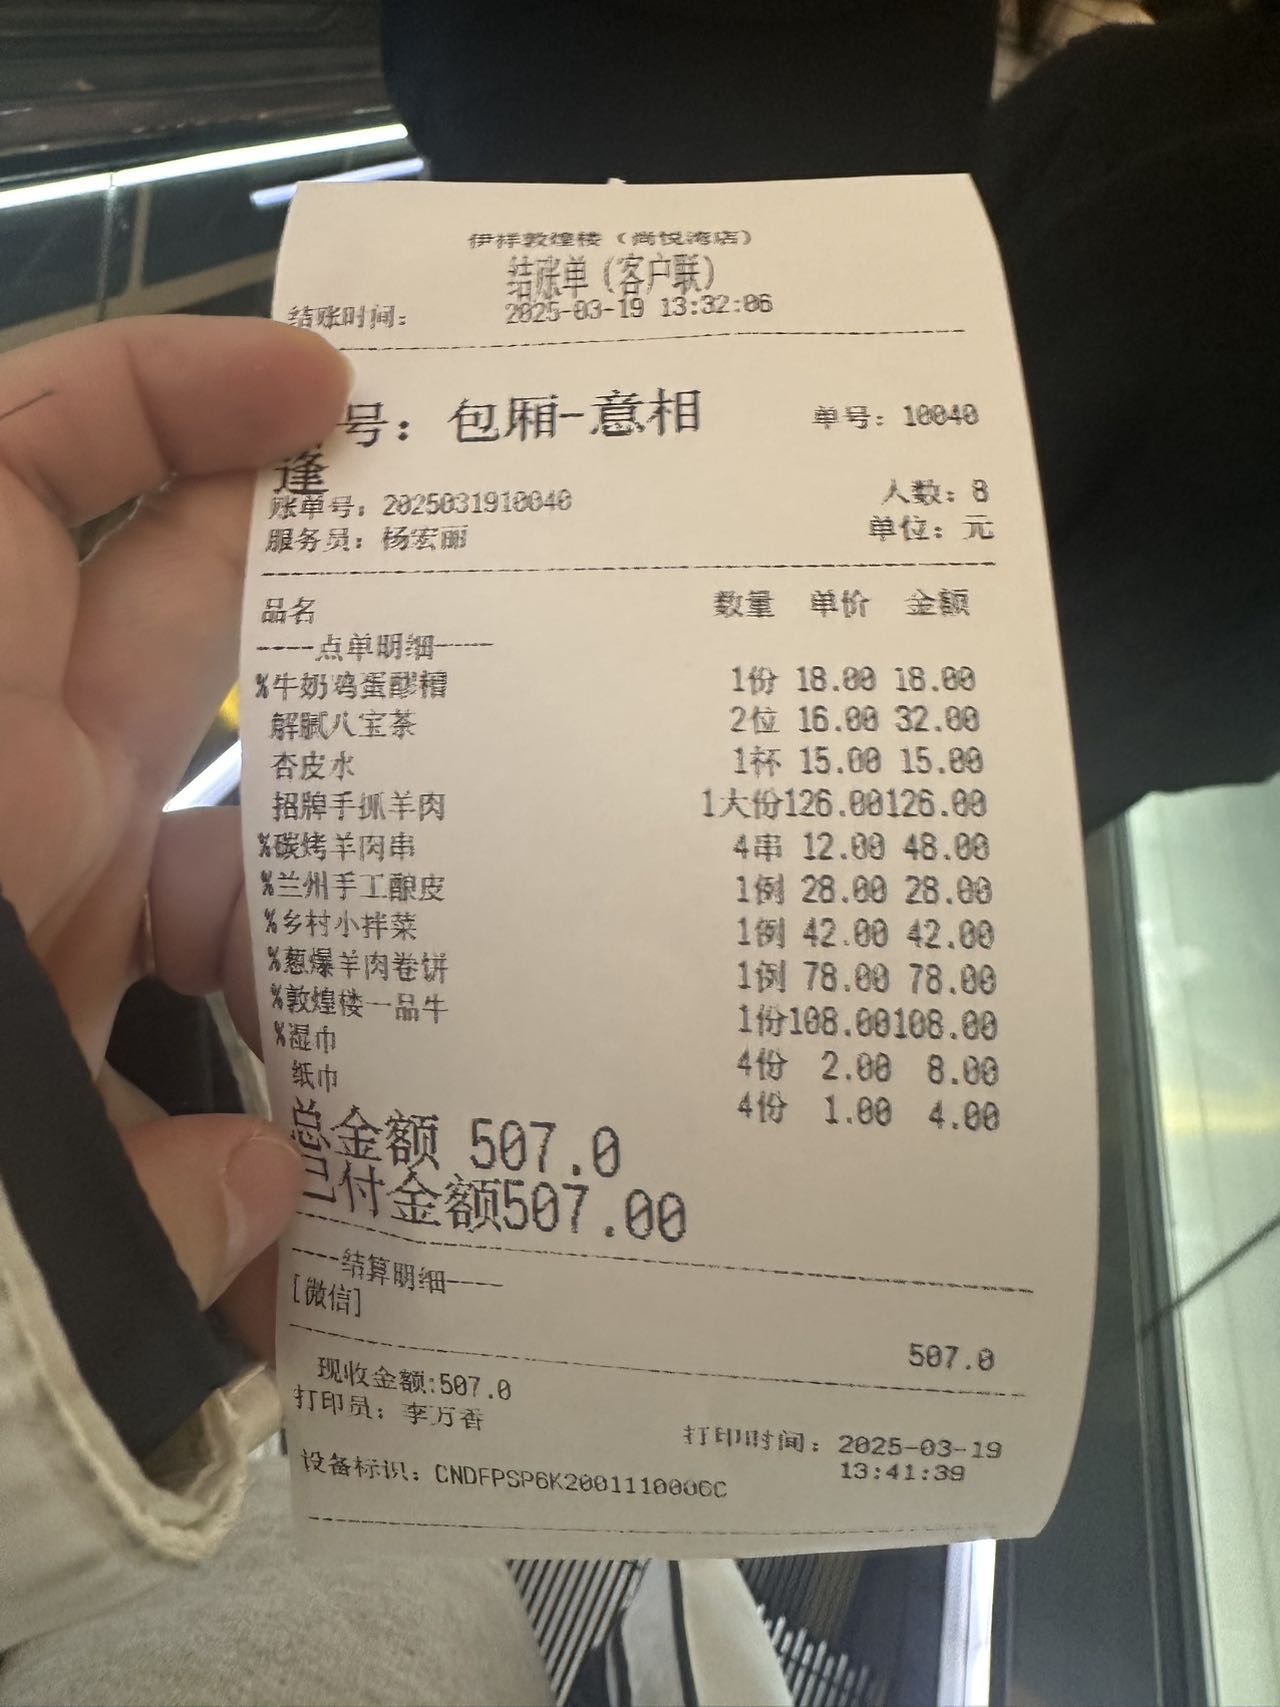 伊祥敦煌楼（尚悦湾店）
结账单（客户联）
结账时间： 2025-03-19 13:32:06
号：包厢-意相 单号：10040
逢
账单号：2025031910040 人数：8
服务员：杨宏丽 单位：元
品名 数量 单价 金额
----点单明细----
%牛奶鸡蛋醪糟 1份 18.00 18.00
解腻八宝茶 2位 16.00 32.00
杏皮水 1杯 15.00 15.00
招牌手抓羊肉 1大份126.00126.00
%碳烤羊肉串 4串 12.00 48.00
%兰州手工酿皮 1例 28.00 28.00
%乡村小拌菜 1例 42.00 42.00
%葱爆羊肉卷饼 1例 78.00 78.00
%敦煌楼一品牛 1份108.00108.00
%湿巾 4份 2.00 8.00
纸巾 4份 1.00 4.00
总金额 507.0
已付金额507.00
----结算明细----
[微信] 507.0
现收金额:507.0
打印员：李万香 打印时间：2025-03-19
13:41:39
设备标识：CNDFPSP6K2001110006C